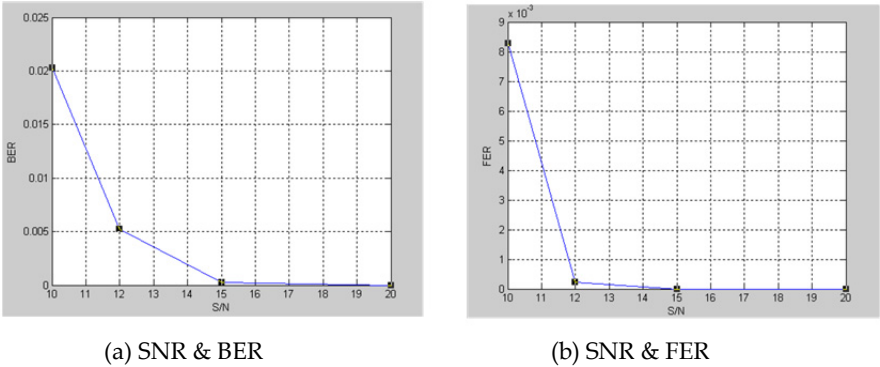 0.025
0.02
0.015
0.01
0.005
0
BER
10 11 12 13 14 15 16 17 18 19 20
S/N
(a) SNR & BER
x 10^-3
9
8
7
6
5
4
3
2
1
0
FER
10 11 12 13 14 15 16 17 18 19 20
S/N
(b) SNR & FER